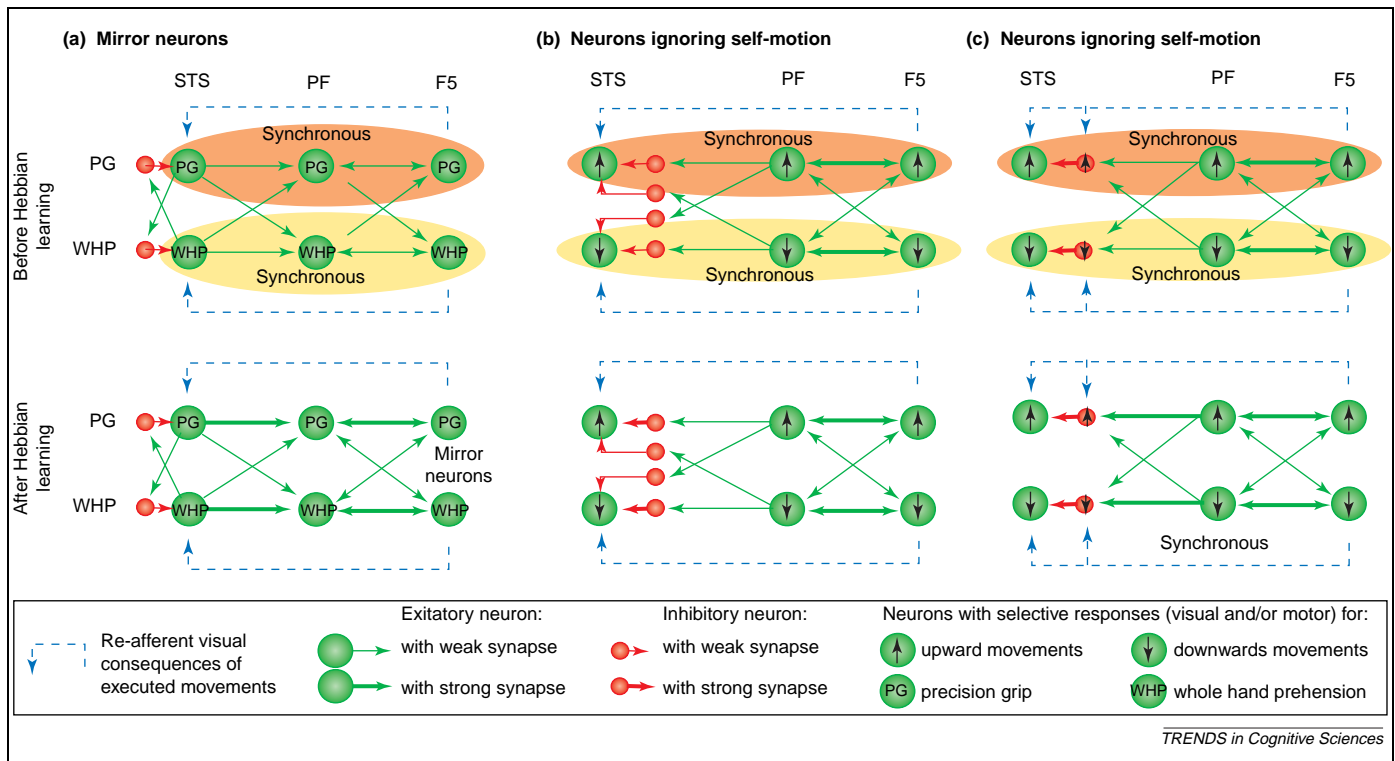 (a) Mirror neurons
(b) Neurons ignoring self-motion
(c) Neurons ignoring self-motion
STS PF F5
STS PF F5
STS PF F5
Before Hebbian
learning
PG
WHP
Synchronous
PG PG PG
WHP WHP WHP
Synchronous
Synchronous
Synchronous
Synchronous
Synchronous
After Hebbian
learning
PG
WHP
PG PG PG
Mirror
neurons
WHP WHP WHP
Synchronous
Re-afferent visual
consequences of
executed movements
Exitatory neuron:
with weak synapse
with strong synapse
Inhibitory neuron:
with weak synapse
with strong synapse
Neurons with selective responses (visual and/or motor) for:
upward movements
downwards movements
PG precision grip
WHP whole hand prehension
TRENDS in Cognitive Sciences